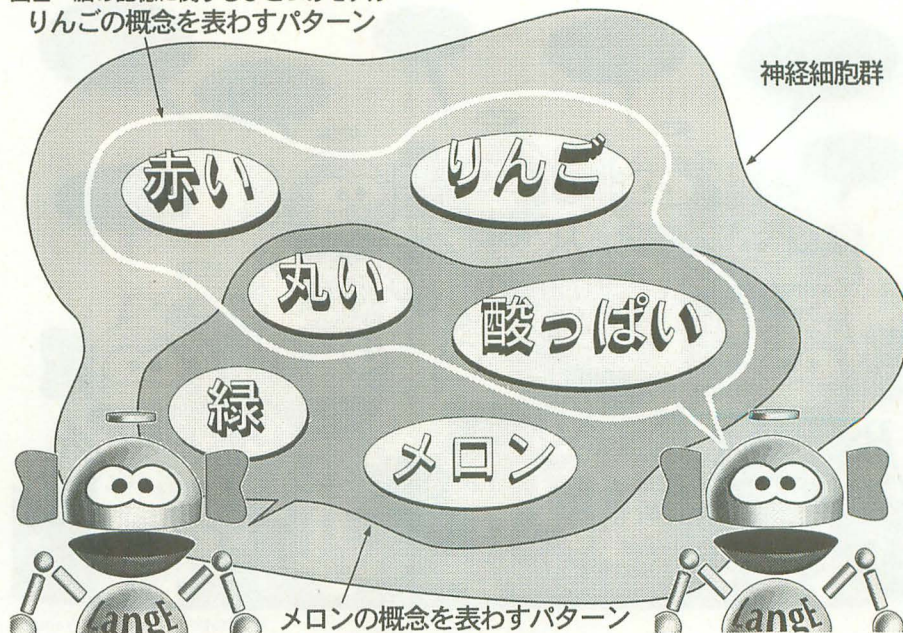 りんごの概念を表わすパターン
神経細胞群
赤い
りんご
丸い
酸っぱい
緑
メロン
メロンの概念を表わすパターン